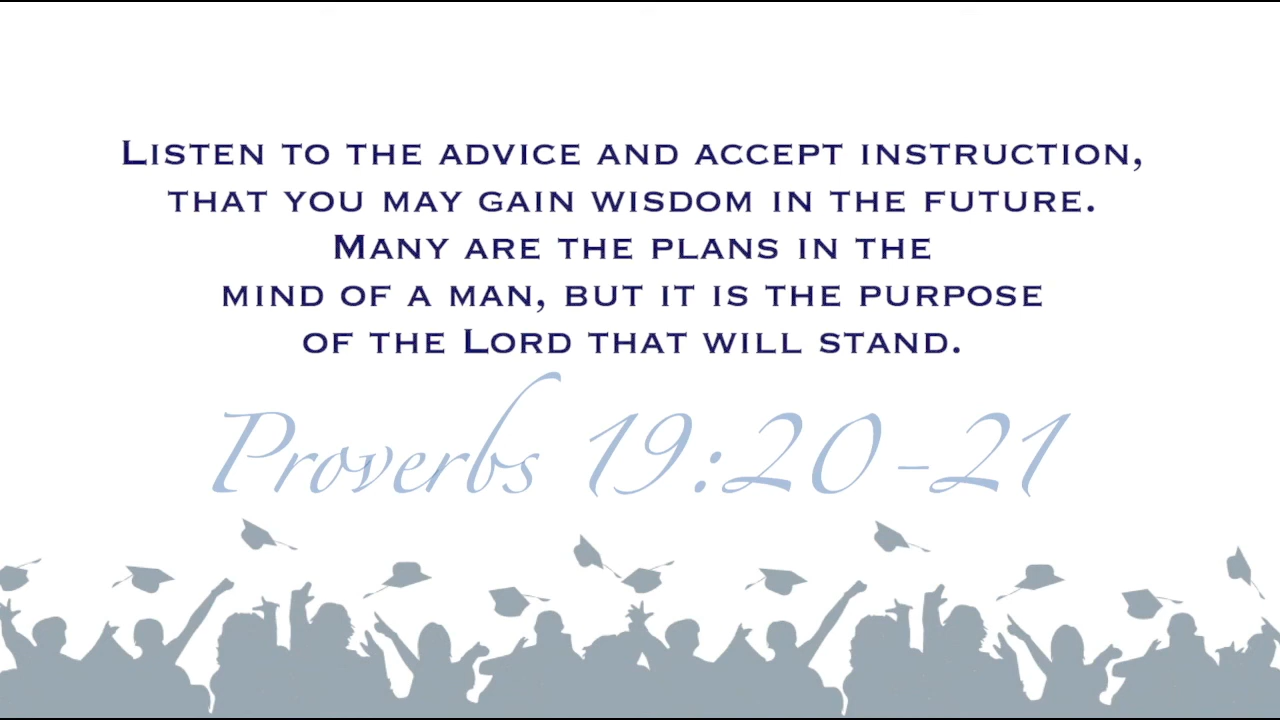 Listen to the advice and accept instruction,
that you may gain wisdom in the future.
Many are the plans in the
mind of a man, but it is the purpose
of the Lord that will stand.
Proverbs 19:20-21